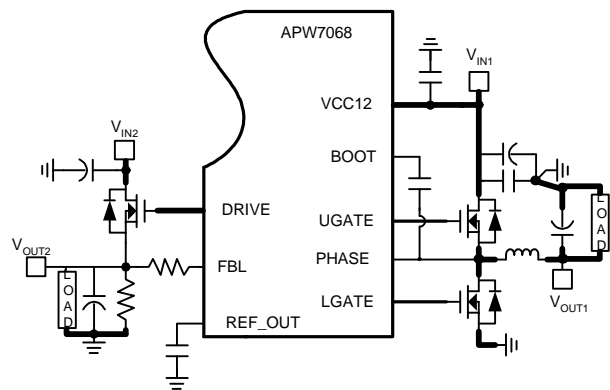 APW7068
VIN1
VCC12
VIN2
BOOT
DRIVE
UGATE
LOAD
VOUT2
FBL
PHASE
LOAD
LGATE
VOUT1
REF_OUT